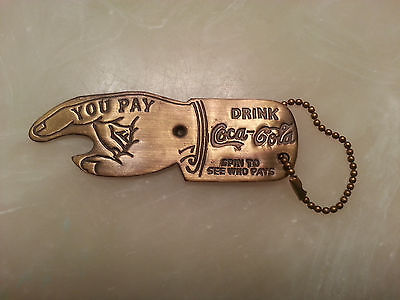 YOU PAY
DRINK
Coca-Cola
SPIN TO
SEE WHO PAYS